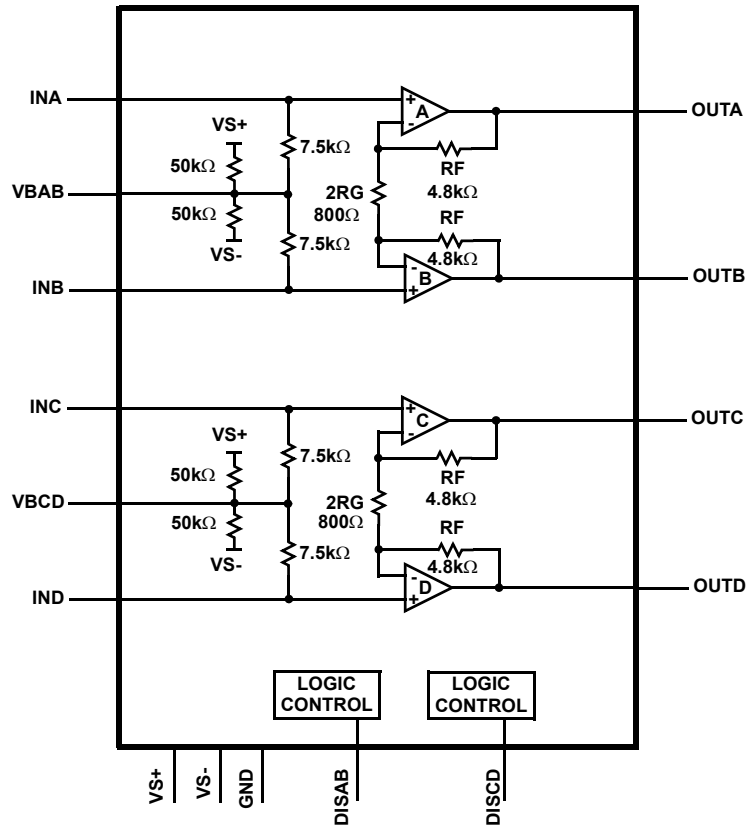 INA
VS+
50kΩ
VBAB
50kΩ
VS-
INB
7.5kΩ
7.5kΩ
+
A
-
RF
4.8kΩ
2RG
800Ω
RF
4.8kΩ
-
B
+
OUTA
OUTB
INC
VS+
50kΩ
VBCD
50kΩ
VS-
IND
7.5kΩ
7.5kΩ
+
C
-
RF
4.8kΩ
2RG
800Ω
RF
4.8kΩ
-
D
+
OUTC
OUTD
LOGIC
CONTROL
LOGIC
CONTROL
VS+
VS-
GND
DISAB
DISCD